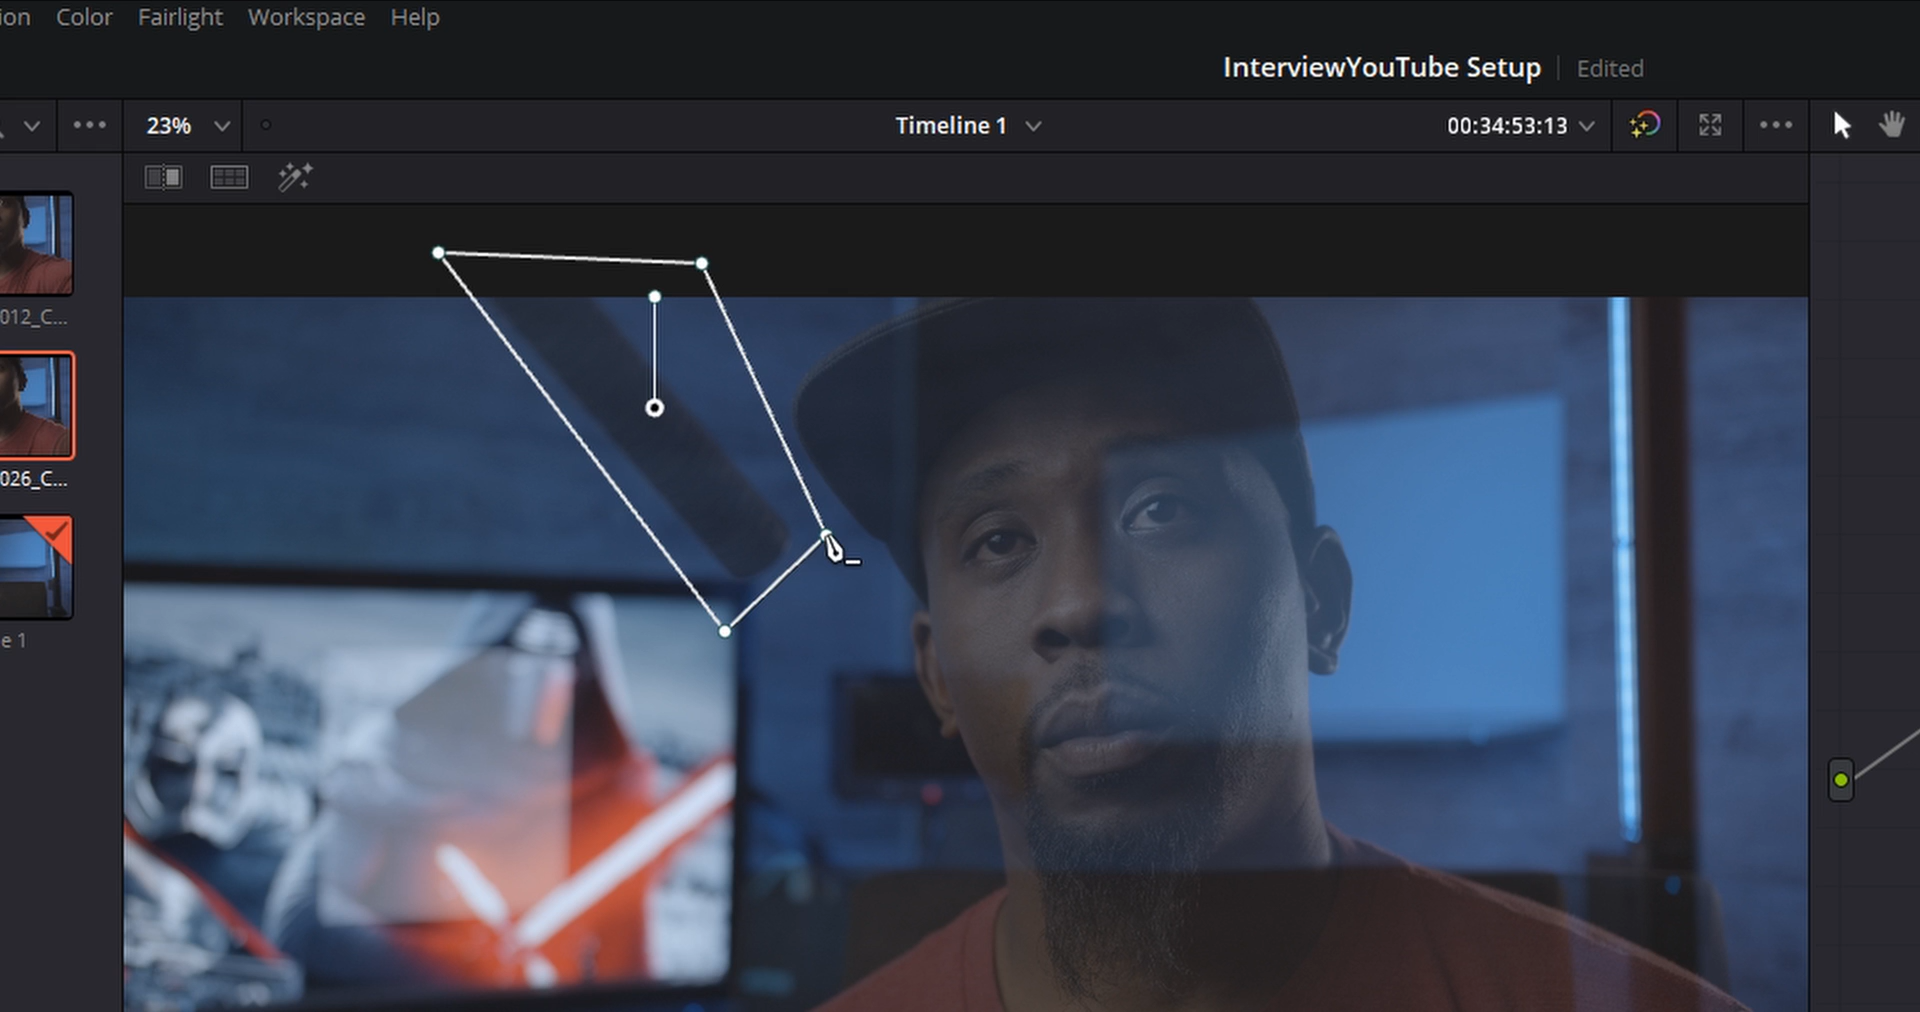 ion Color Fairlight Workspace Help
InterviewYouTube Setup Edited
23% Timeline 1 00:34:53:13
012_C...
026_C...
e 1